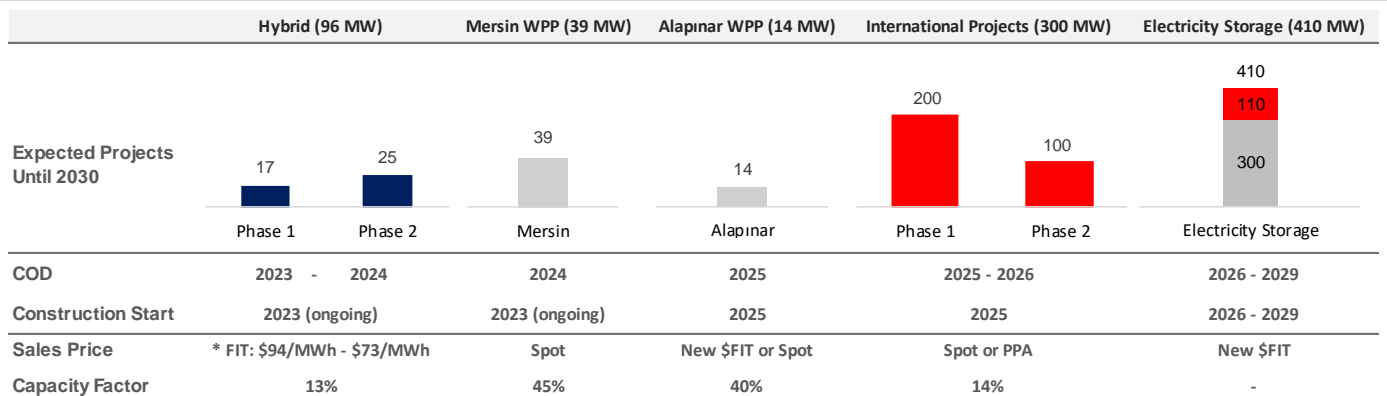 Hybrid (96 MW) Mersin WPP (39 MW) Alapınar WPP (14 MW) International Projects (300 MW) Electricity Storage (410 MW)
Expected Projects
Until 2030
17 25 39 14 200 100 410
110
300
Phase 1 Phase 2 Mersin Alapınar Phase 1 Phase 2 Electricity Storage
COD 2023 - 2024 2024 2025 2025 - 2026 2026 - 2029
Construction Start 2023 (ongoing) 2023 (ongoing) 2025 2025 2026 - 2029
Sales Price * FIT: $94/MWh - $73/MWh Spot New $FIT or Spot Spot or PPA New $FIT
Capacity Factor 13% 45% 40% 14% -